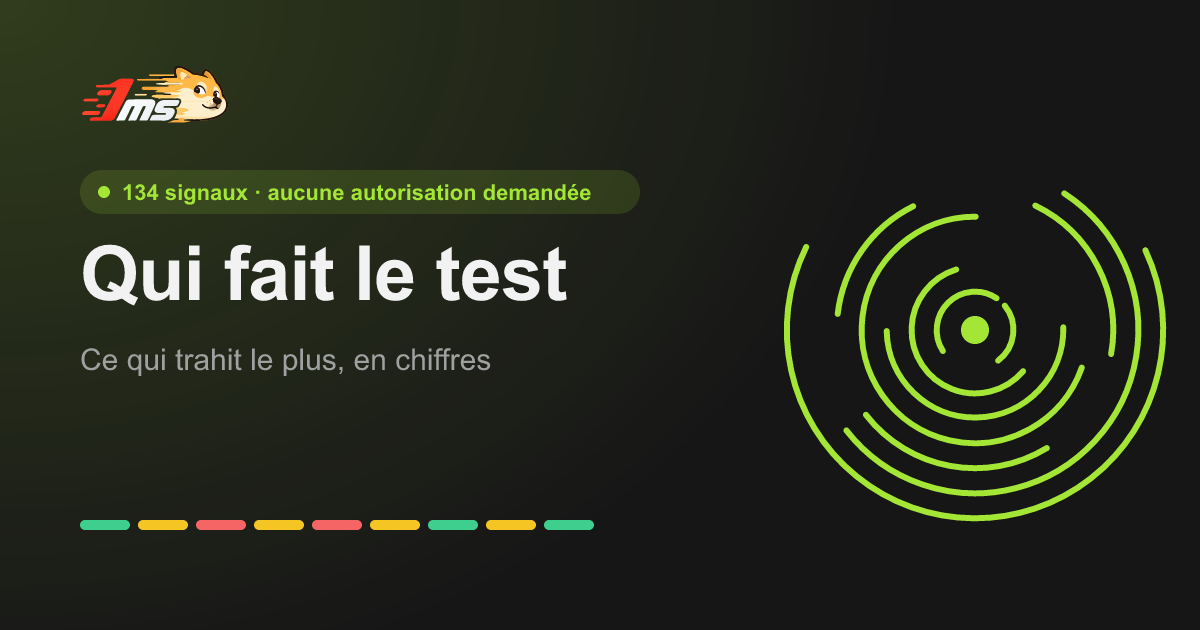 1ms
134 signaux · aucune autorisation demandée
Qui fait le test
Ce qui trahit le plus, en chiffres